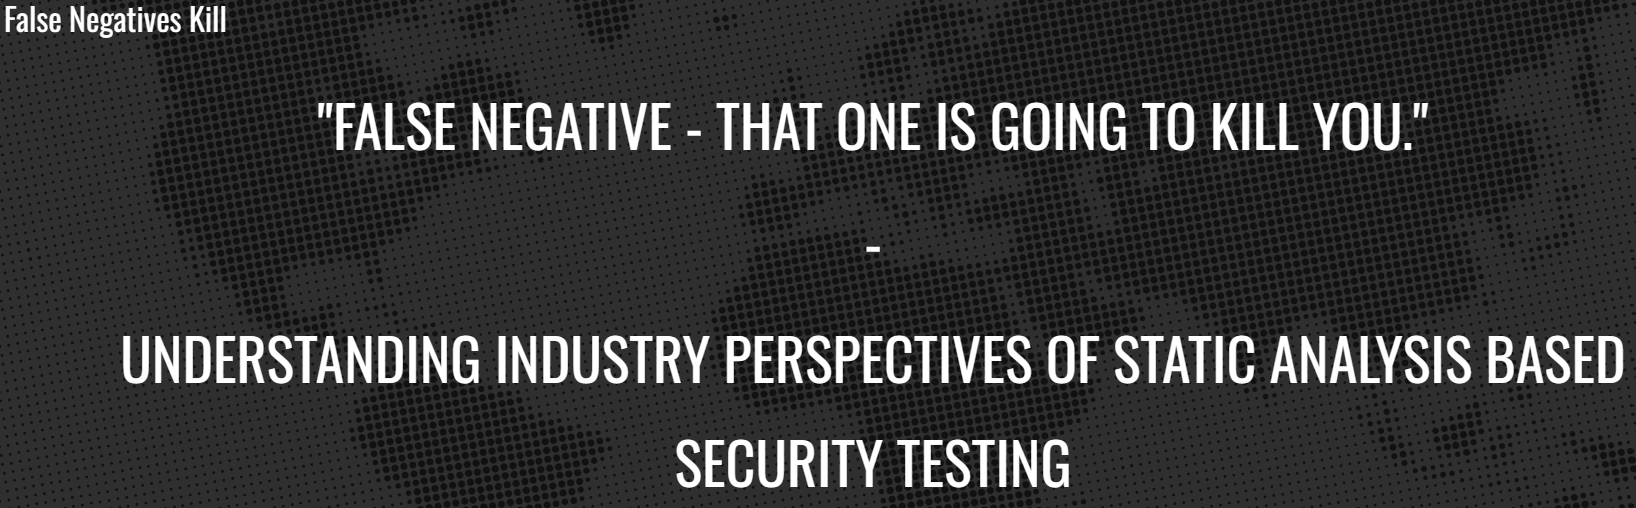 False Negatives Kill
"FALSE NEGATIVE - THAT ONE IS GOING TO KILL YOU."
-
UNDERSTANDING INDUSTRY PERSPECTIVES OF STATIC ANALYSIS BASED
SECURITY TESTING